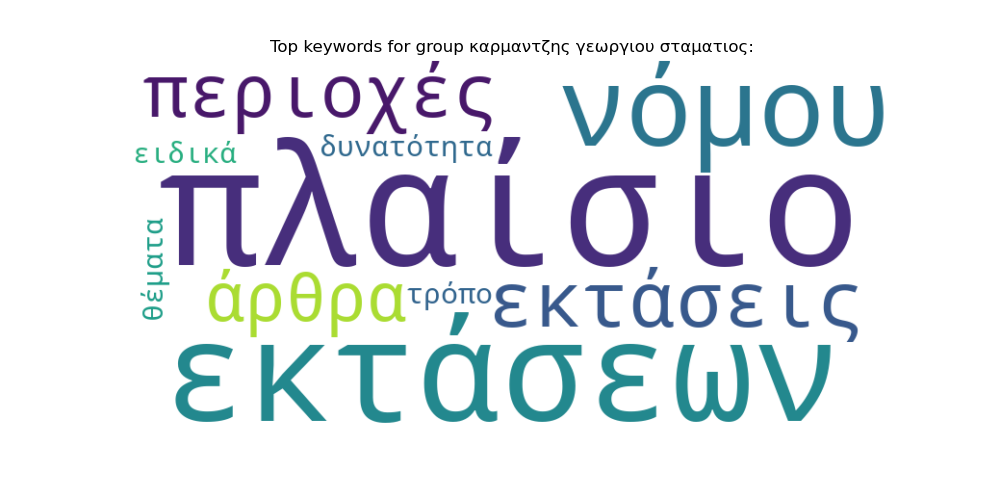 Top keywords for group καρμαντζης γεωργιου σταματιος:
περιοχές
νόμου
ειδικά
δυνατότητα
πλαίσιο
θέματα
άρθρα
τρόπο
εκτάσεις
εκτάσεων